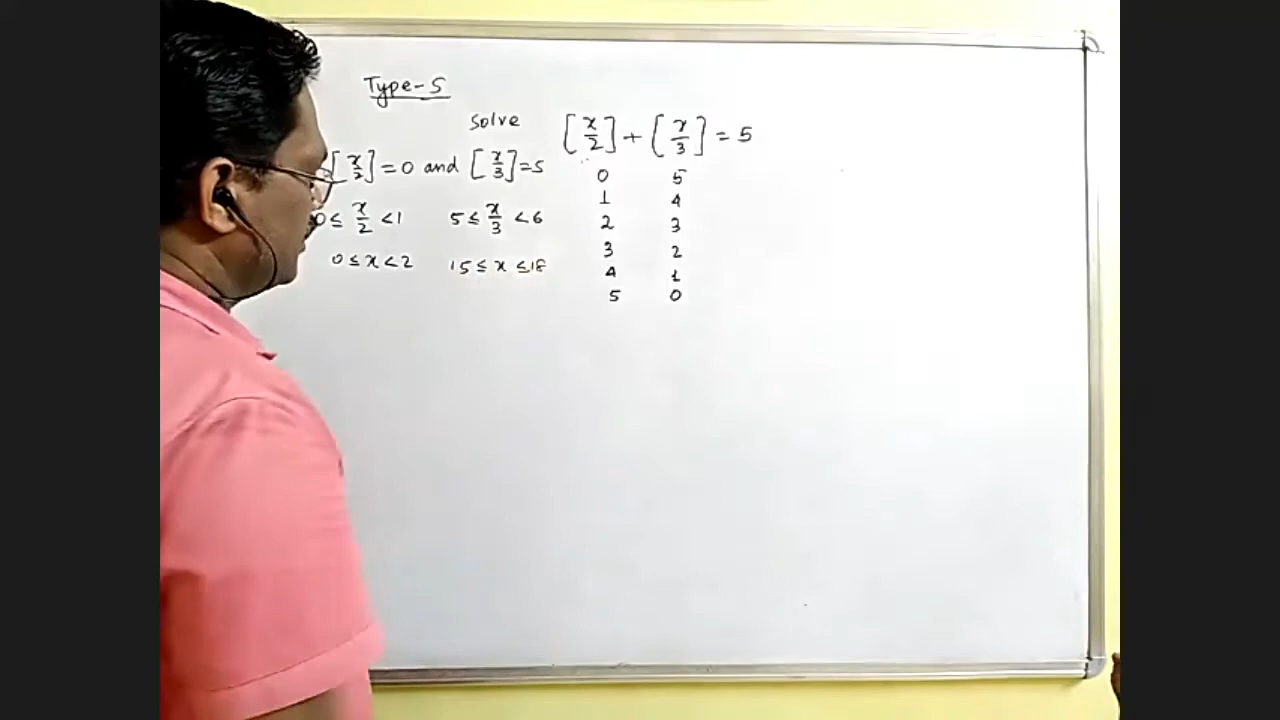 Type-5
solve [x/2] + [x/3] = 5
[x/2] = 0 and [x/3] = 5
0 5
1 4
0 ≤ x/2 < 1 5 ≤ x/3 < 6
2 3
3 2
0 ≤ x < 2 15 ≤ x ≤ 18
4 1
5 0